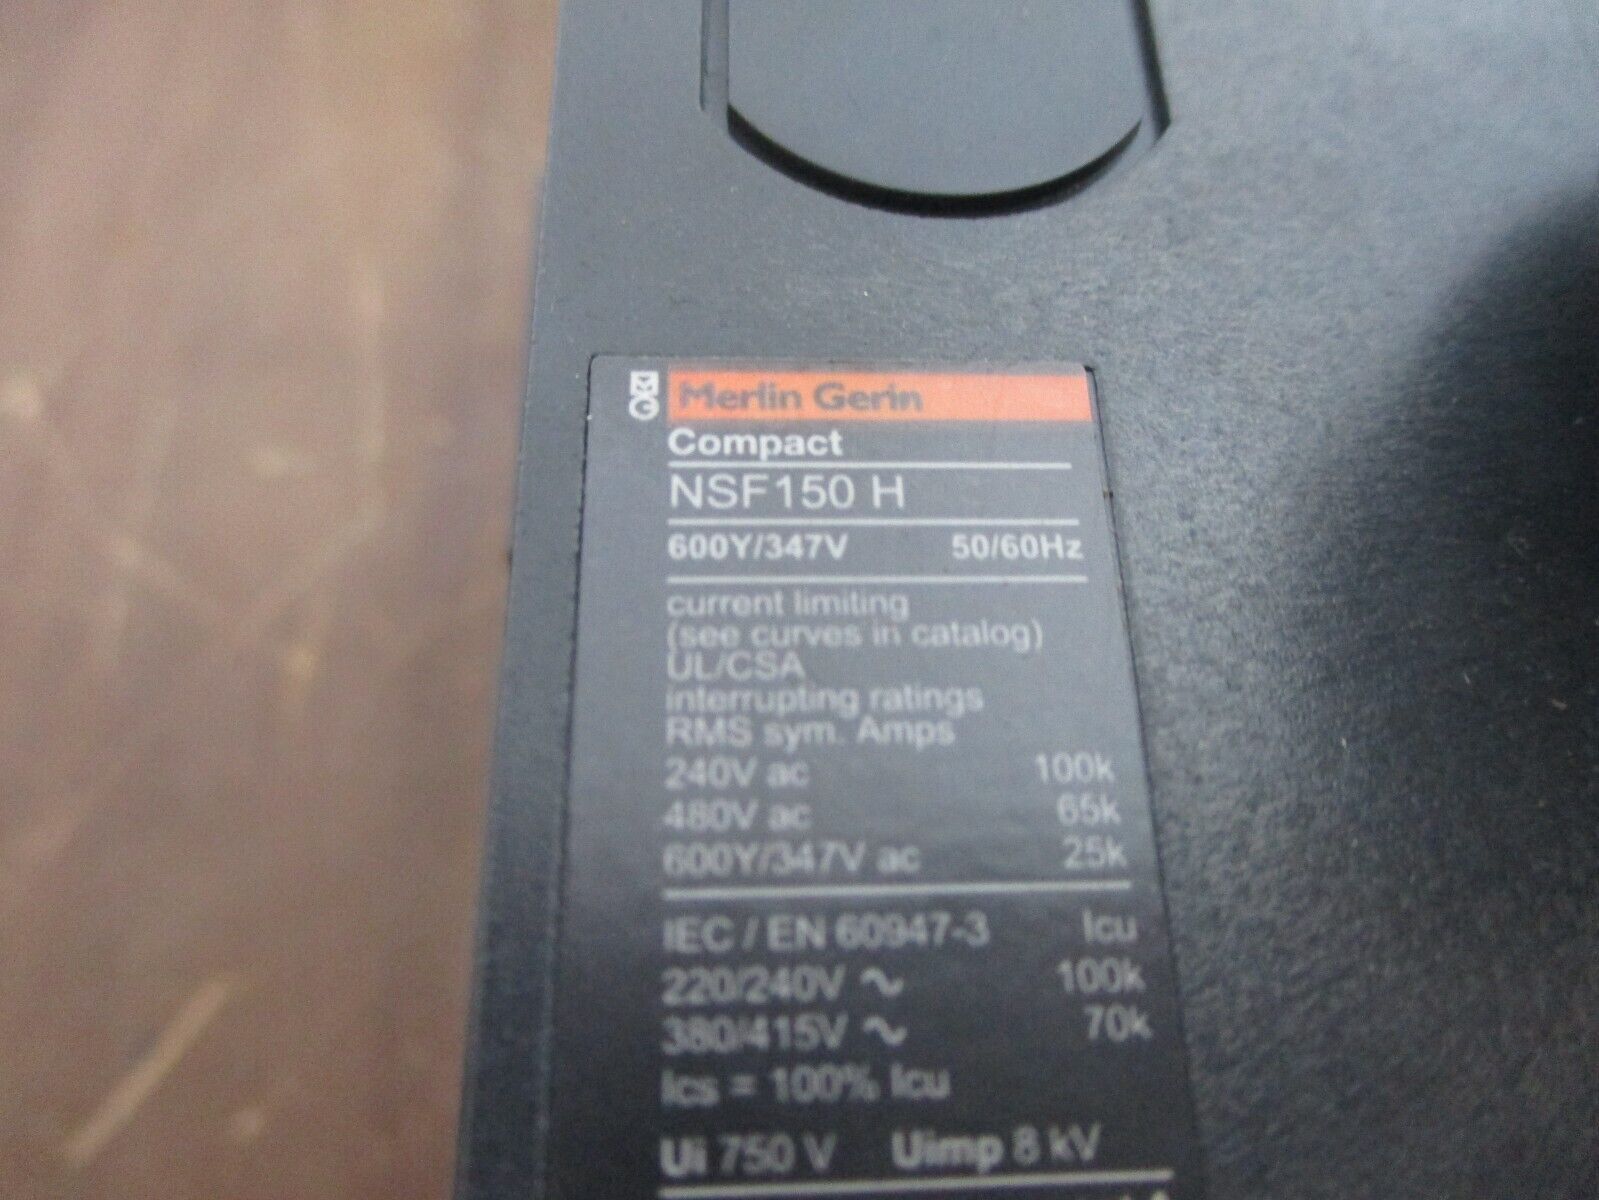 Merlin Gerin
Compact
NSF150 H
600Y/347V 50/60Hz
current limiting
(see curves in catalog)
UL/CSA
interrupting ratings
RMS sym. Amps
240V ac 100k
480V ac 65k
600Y/347V ac 25k
IEC / EN 60947-3 Icu
220/240V ~ 100k
380/415V ~ 70k
Ics = 100% Icu
Ui 750 V Uimp 8 kV